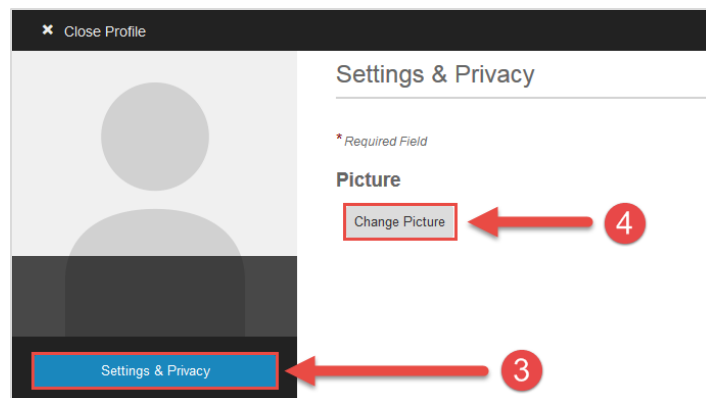 ✖ Close Profile
Settings & Privacy
* Required Field
Picture
Change Picture
4
Settings & Privacy
3